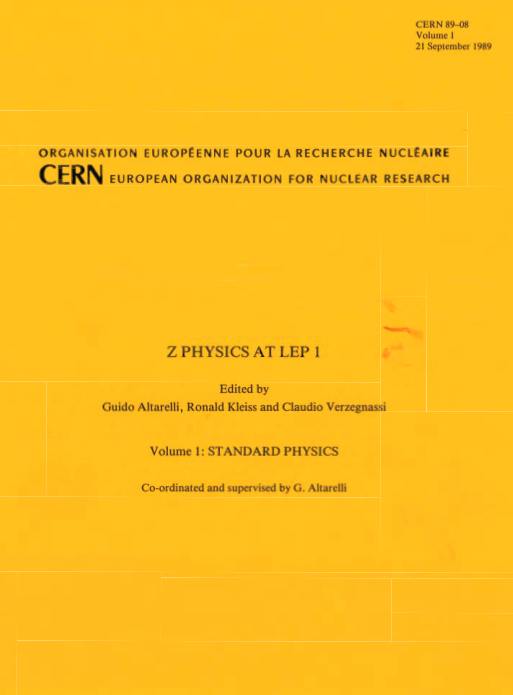 CERN 89–08
Volume 1
21 September 1989
ORGANISATION EUROPÉENNE POUR LA RECHERCHE NUCLÉAIRE
CERN EUROPEAN ORGANIZATION FOR NUCLEAR RESEARCH
Z PHYSICS AT LEP 1
Edited by
Guido Altarelli, Ronald Kleiss and Claudio Verzegnassi
Volume 1: STANDARD PHYSICS
Co-ordinated and supervised by G. Altarelli